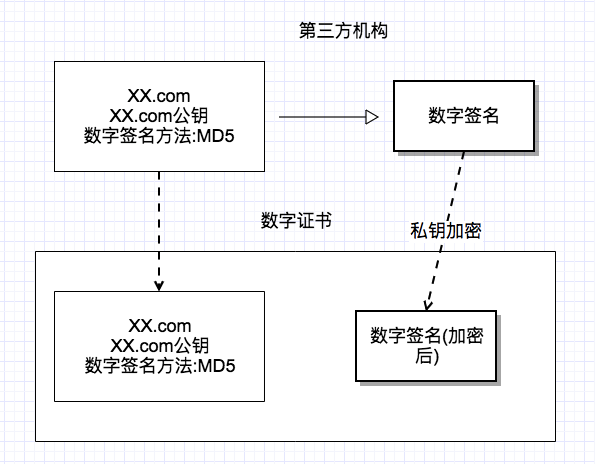 第三方机构
XX.com
XX.com公钥
数字签名方法:MD5
数字签名
数字证书
私钥加密
XX.com
XX.com公钥
数字签名方法:MD5
数字签名(加密
后)